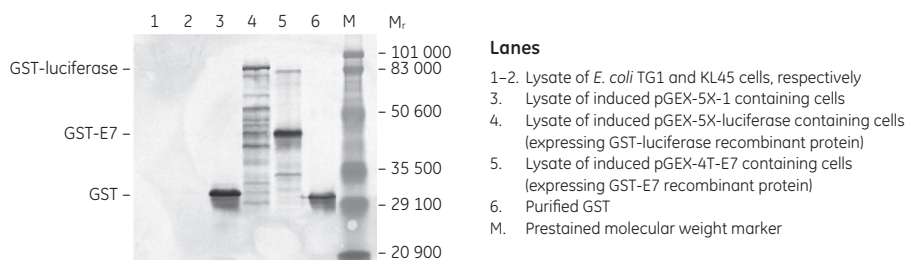 1 2 3 4 5 6 M Mr
GST-luciferase –
GST-E7 –
GST –
– 101 000
– 83 000
– 50 600
– 35 500
– 29 100
– 20 900
Lanes
1–2. Lysate of E. coli TG1 and KL45 cells, respectively
3. Lysate of induced pGEX-5X-1 containing cells
4. Lysate of induced pGEX-5X-luciferase containing cells
(expressing GST-luciferase recombinant protein)
5. Lysate of induced pGEX-4T-E7 containing cells
(expressing GST-E7 recombinant protein)
6. Purified GST
M. Prestained molecular weight marker